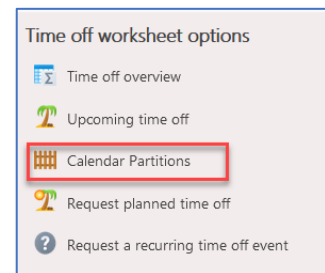 Time off worksheet options
Time off overview
Upcoming time off
Calendar Partitions
Request planned time off
Request a recurring time off event